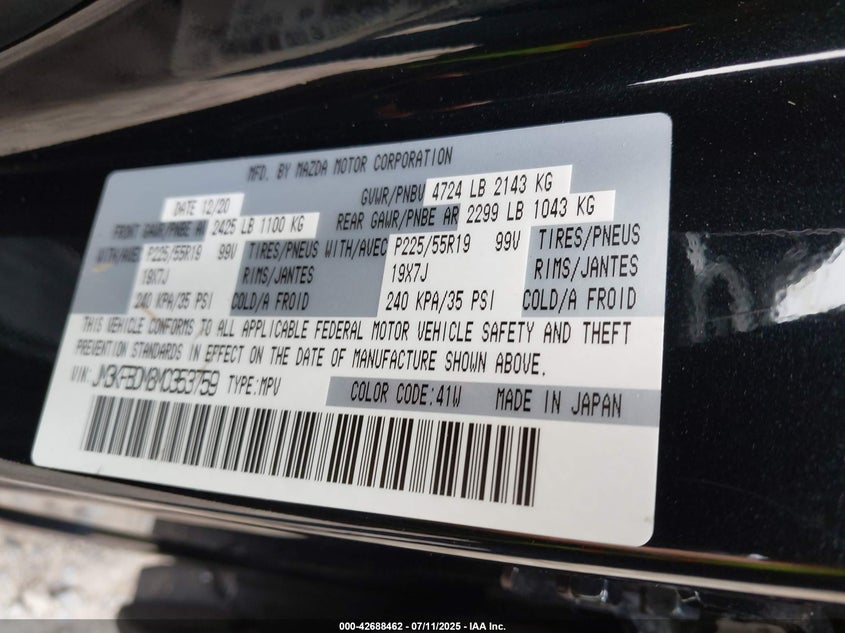 MFD. BY MAZDA MOTOR CORPORATION
DATE 12/20 GVWR/PNBV 4724 LB 2143 KG
FRONT GAWR/PNBE AV 2425 LB 1100 KG REAR GAWR/PNBE AR 2299 LB 1043 KG
WITH/AVEC P225/55R19 99V TIRES/PNEUS WITH/AVEC P225/55R19 99V TIRES/PNEUS
19X7J RIMS/JANTES 19X7J RIMS/JANTES
240 KPA/35 PSI COLD/A FROID 240 KPA/35 PSI COLD/A FROID
THIS VEHICLE CONFORMS TO ALL APPLICABLE FEDERAL MOTOR VEHICLE SAFETY AND THEFT
PREVENTION STANDARDS IN EFFECT ON THE DATE OF MANUFACTURE SHOWN ABOVE.
VIN: JM3KFBDM8M0353759 TYPE:MPV COLOR CODE:41W MADE IN JAPAN
000-42688462 - 07/11/2025 - IAA Inc.